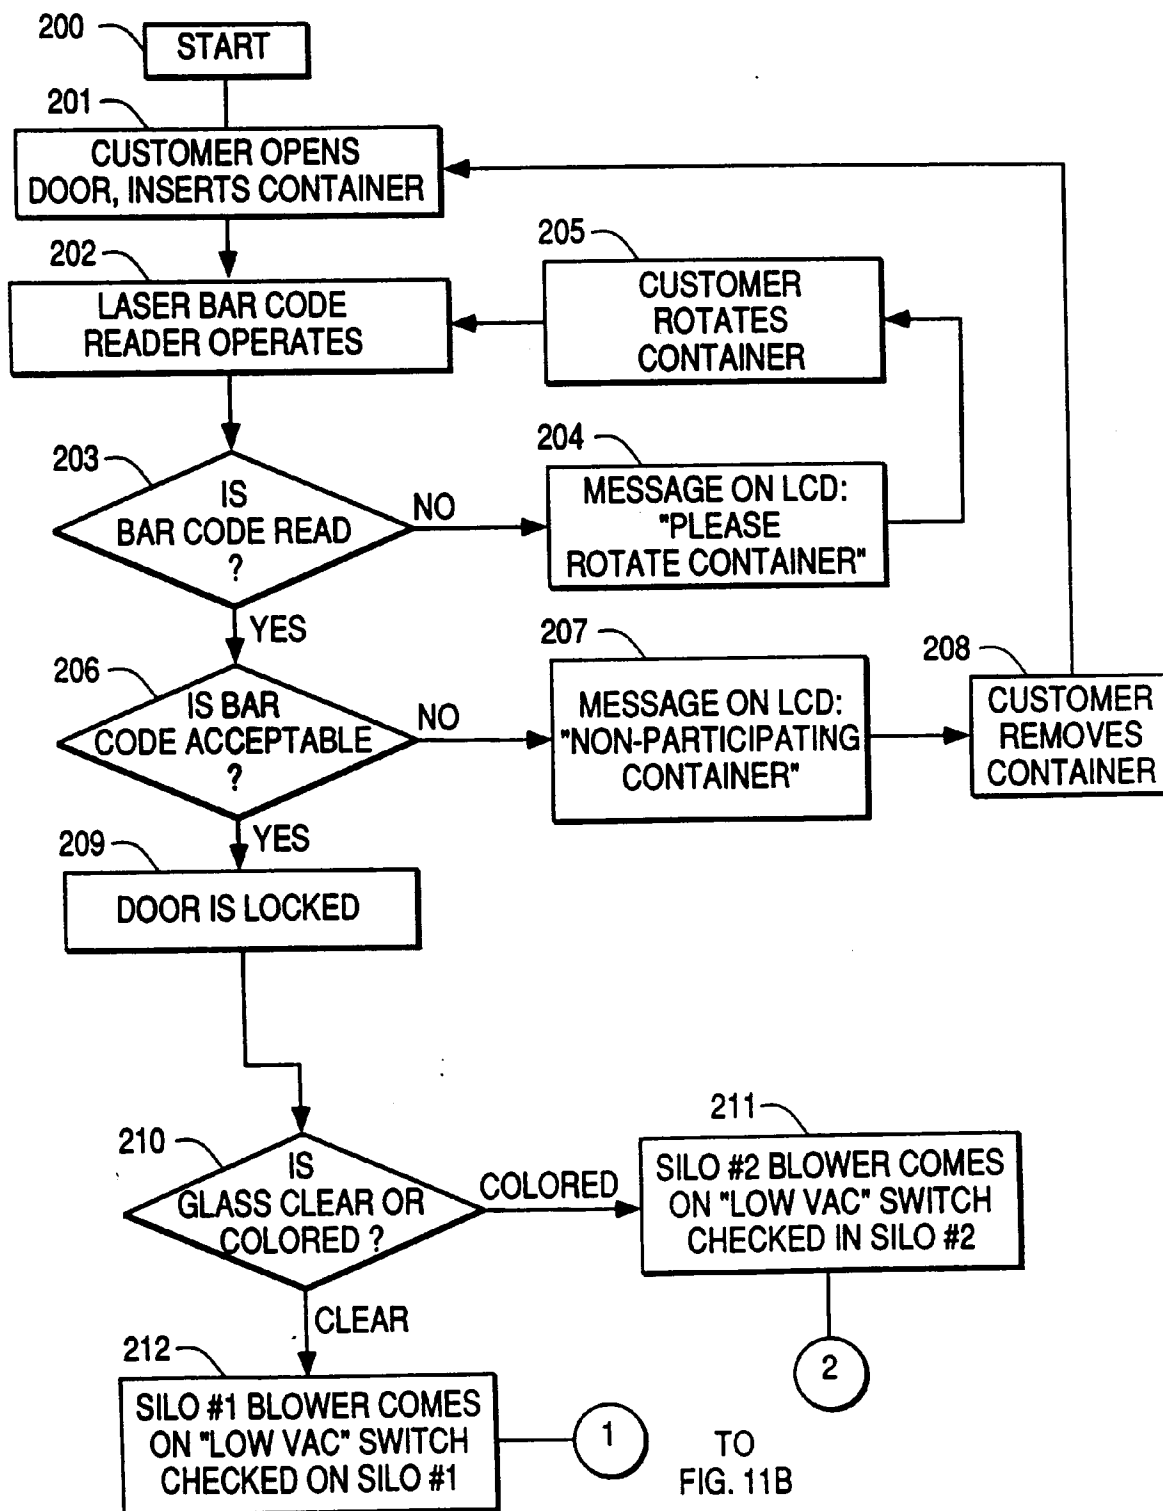 200
START
201
CUSTOMER OPENS
DOOR, INSERTS CONTAINER
202
LASER BAR CODE
READER OPERATES
205
CUSTOMER
ROTATES
CONTAINER
203
IS
BAR CODE READ
?
NO
204
MESSAGE ON LCD:
"PLEASE
ROTATE CONTAINER"
YES
206
IS BAR
CODE ACCEPTABLE
?
NO
207
MESSAGE ON LCD:
"NON-PARTICIPATING
CONTAINER"
208
CUSTOMER
REMOVES
CONTAINER
YES
209
DOOR IS LOCKED
210
IS
GLASS CLEAR OR
COLORED ?
COLORED
211
SILO #2 BLOWER COMES
ON "LOW VAC" SWITCH
CHECKED IN SILO #2
2
CLEAR
212
SILO #1 BLOWER COMES
ON "LOW VAC" SWITCH
CHECKED ON SILO #1
1
TO
FIG. 11B